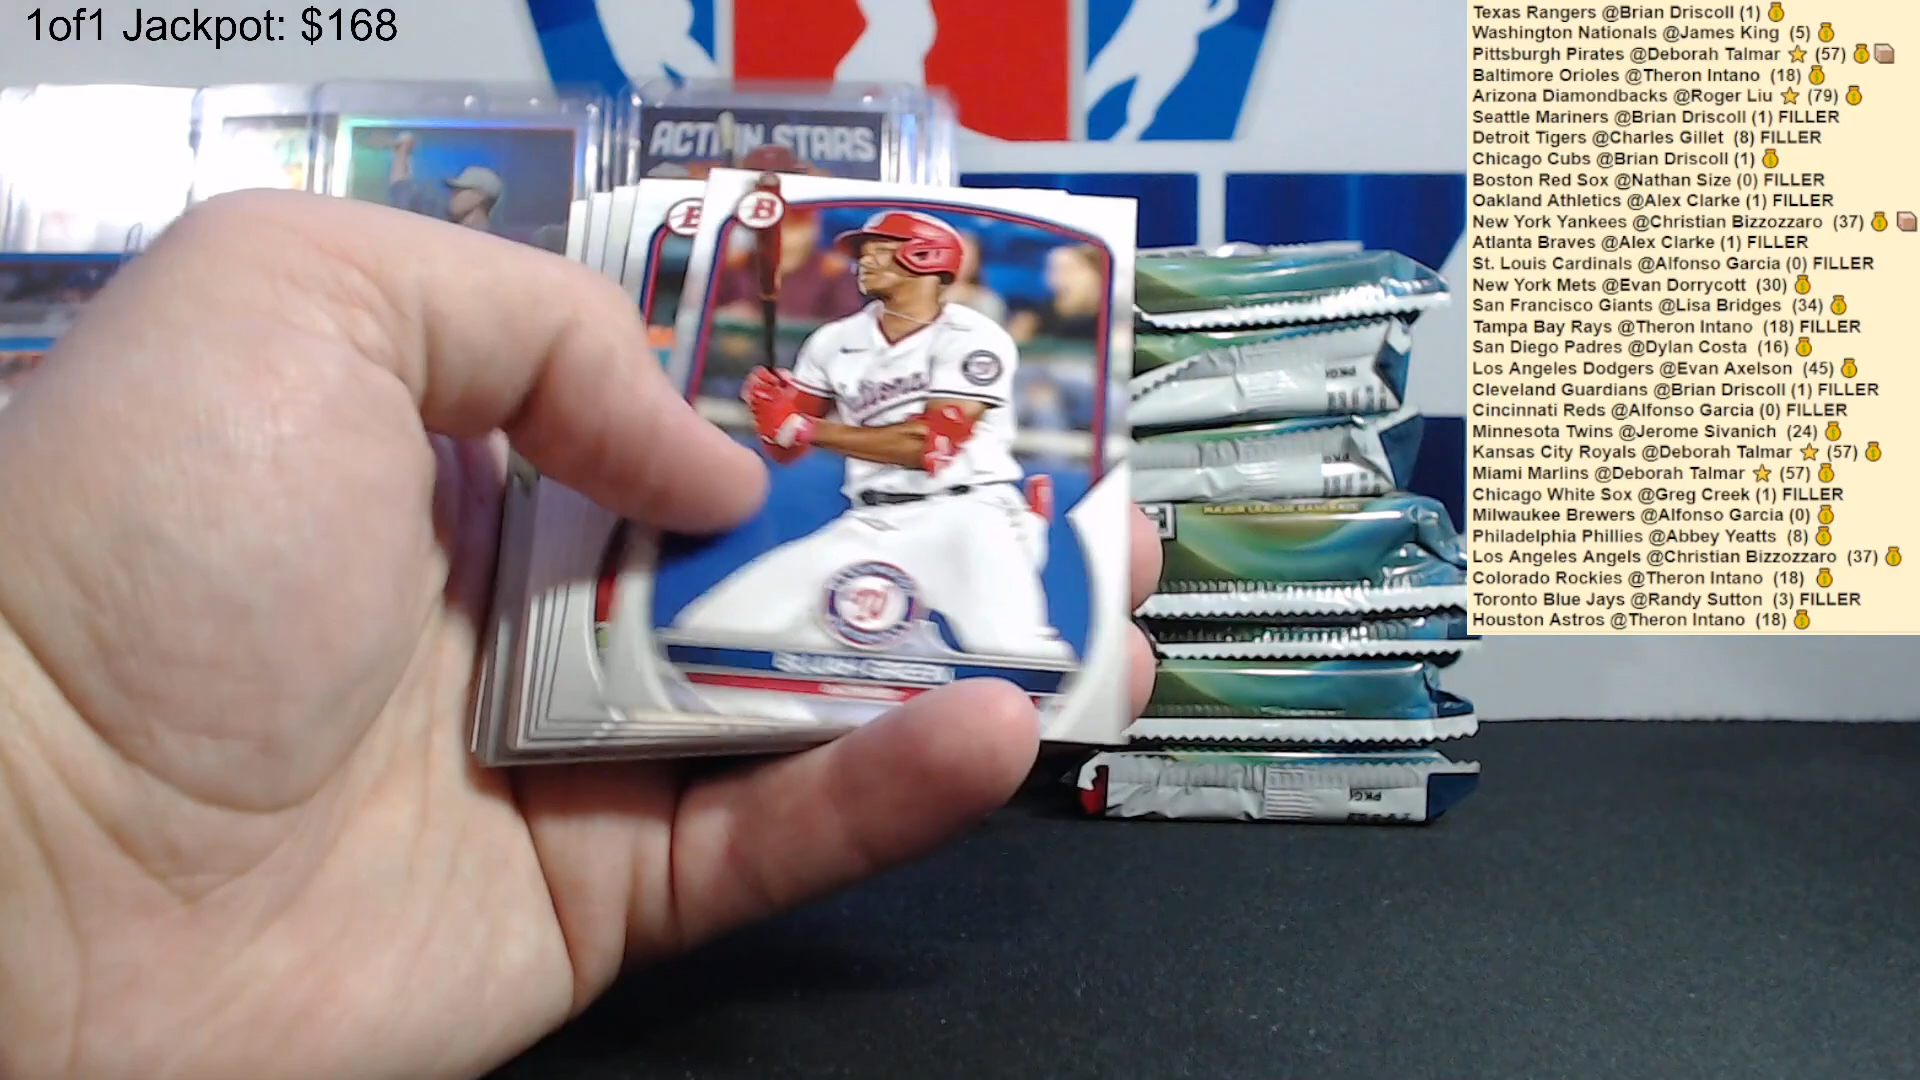 1of1 Jackpot: $168
Texas Rangers @Brian Driscoll (1)
Washington Nationals @James King (5)
Pittsburgh Pirates @Deborah Talmar ⭐ (57)
Baltimore Orioles @Theron Intano (18)
Arizona Diamondbacks @Roger Liu ⭐ (79)
Seattle Mariners @Brian Driscoll (1) FILLER
Detroit Tigers @Charles Gillet (8) FILLER
Chicago Cubs @Brian Driscoll (1)
Boston Red Sox @Nathan Size (0) FILLER
Oakland Athletics @Alex Clarke (1) FILLER
New York Yankees @Christian Bizzozzaro (37)
Atlanta Braves @Alex Clarke (1) FILLER
St. Louis Cardinals @Alfonso Garcia (0) FILLER
New York Mets @Evan Dorrycott (30)
San Francisco Giants @Lisa Bridges (34)
Tampa Bay Rays @Theron Intano (18) FILLER
San Diego Padres @Dylan Costa (16)
Los Angeles Dodgers @Evan Axelson (45)
Cleveland Guardians @Brian Driscoll (1) FILLER
Cincinnati Reds @Alfonso Garcia (0) FILLER
Minnesota Twins @Jerome Sivanich (24)
Kansas City Royals @Deborah Talmar ⭐ (57)
Miami Marlins @Deborah Talmar ⭐ (57)
Chicago White Sox @Greg Creek (1) FILLER
Milwaukee Brewers @Alfonso Garcia (0)
Philadelphia Phillies @Abbey Yeatts (8)
Los Angeles Angels @Christian Bizzozzaro (37)
Colorado Rockies @Theron Intano (18)
Toronto Blue Jays @Randy Sutton (3) FILLER
Houston Astros @Theron Intano (18)
ACTION STARS
B
B
MAJOR LEAGUE BASEBALL
W
W